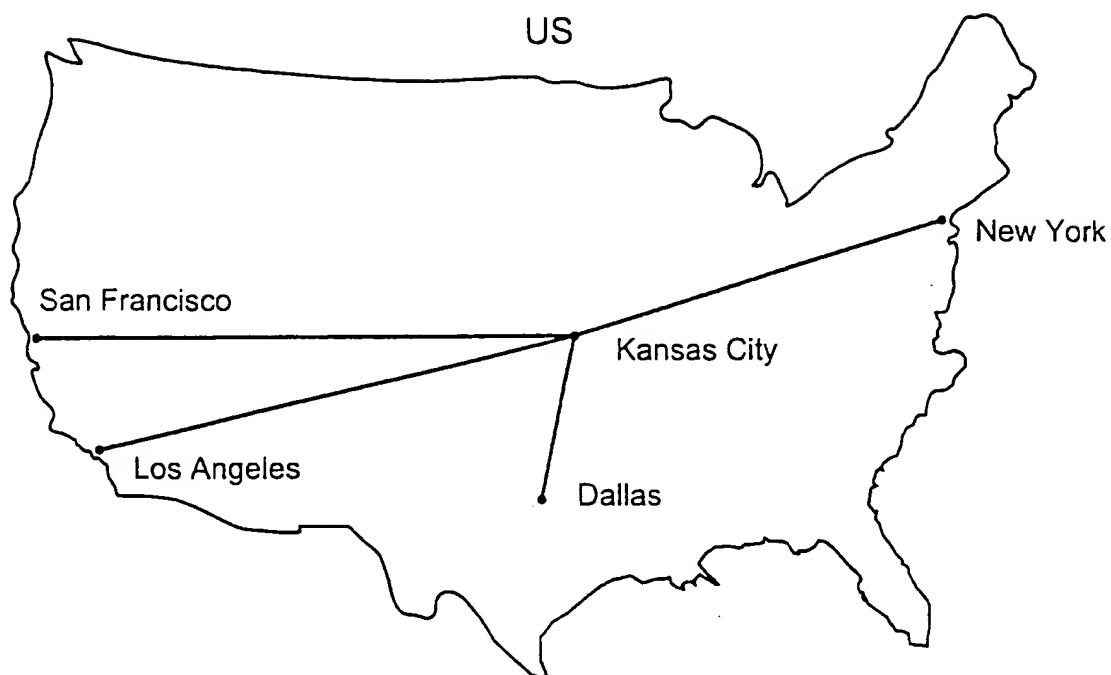 US
New York
San Francisco
Kansas City
Los Angeles
Dallas